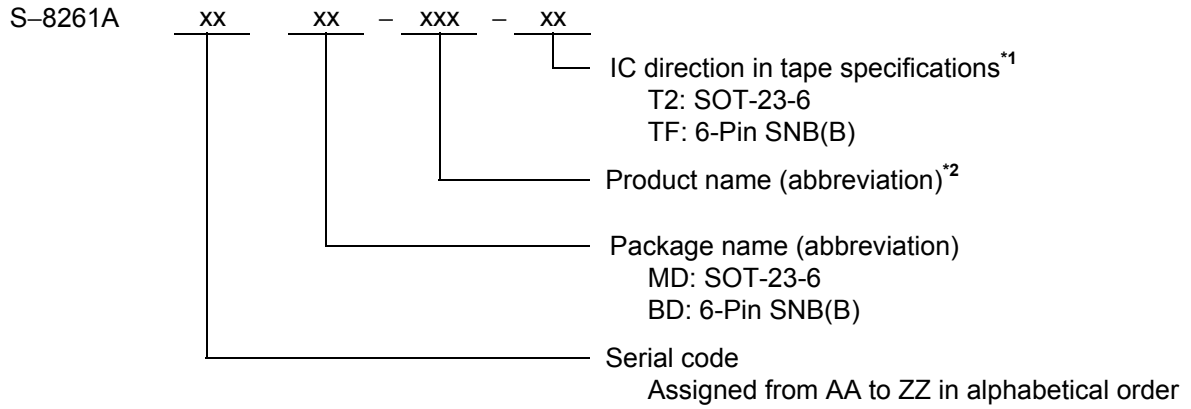 S−8261A xx xx − xxx − xx
IC direction in tape specifications*1
T2: SOT-23-6
TF: 6-Pin SNB(B)
Product name (abbreviation)*2
Package name (abbreviation)
MD: SOT-23-6
BD: 6-Pin SNB(B)
Serial code
Assigned from AA to ZZ in alphabetical order